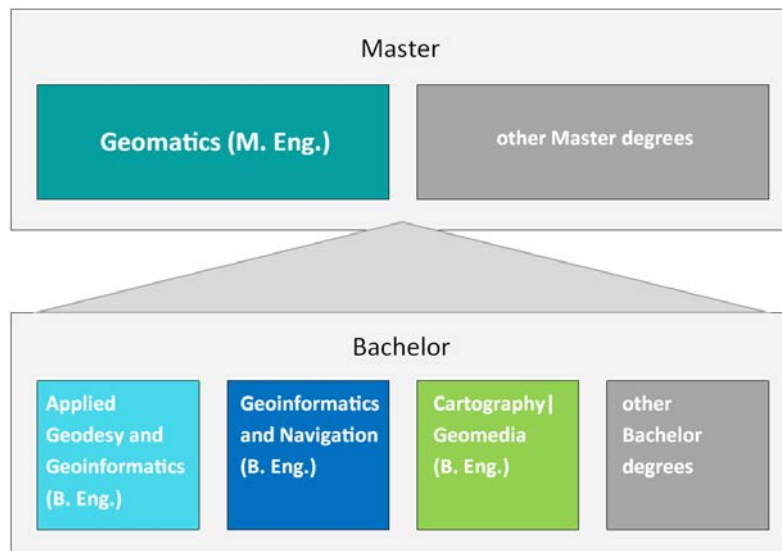 Master
Geomatics (M. Eng.)
other Master degrees
Bachelor
Applied
Geodesy and
Geoinformatics
(B. Eng.)
Geoinformatics
and Navigation
(B. Eng.)
Cartography|
Geomedia
(B. Eng.)
other
Bachelor
degrees